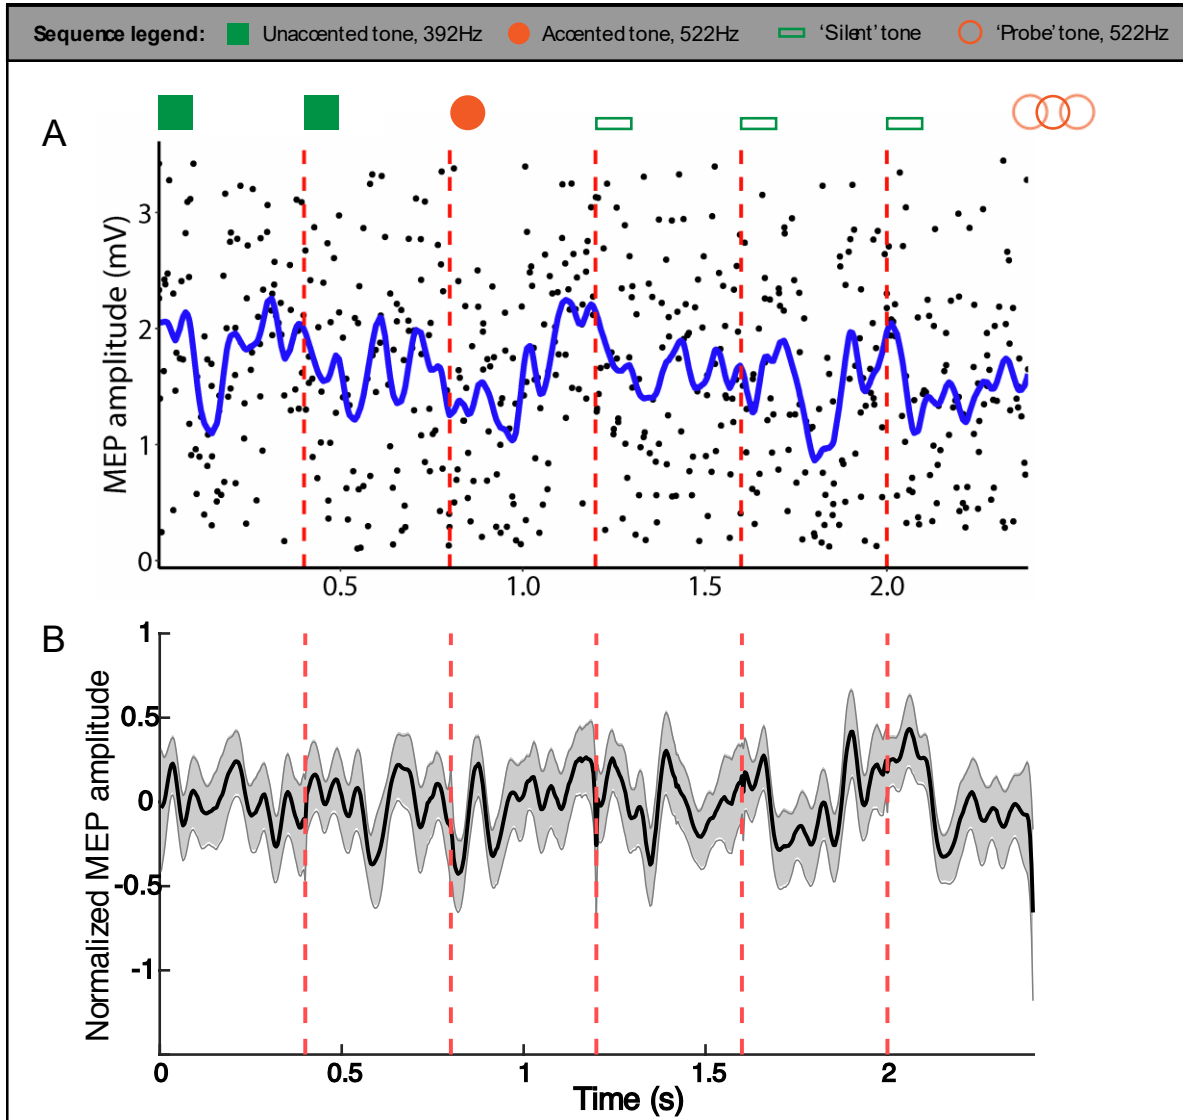 Sequence legend: Unaccented tone, 392Hz Accented tone, 522Hz 'Silent' tone 'Probe' tone, 522Hz
A
MEP amplitude (mV)
3
2
1
0
0.5 1.0 1.5 2.0
B
Normalized MEP amplitude
1
0.5
0
-0.5
-1
0 0.5 1 1.5 2
Time (s)